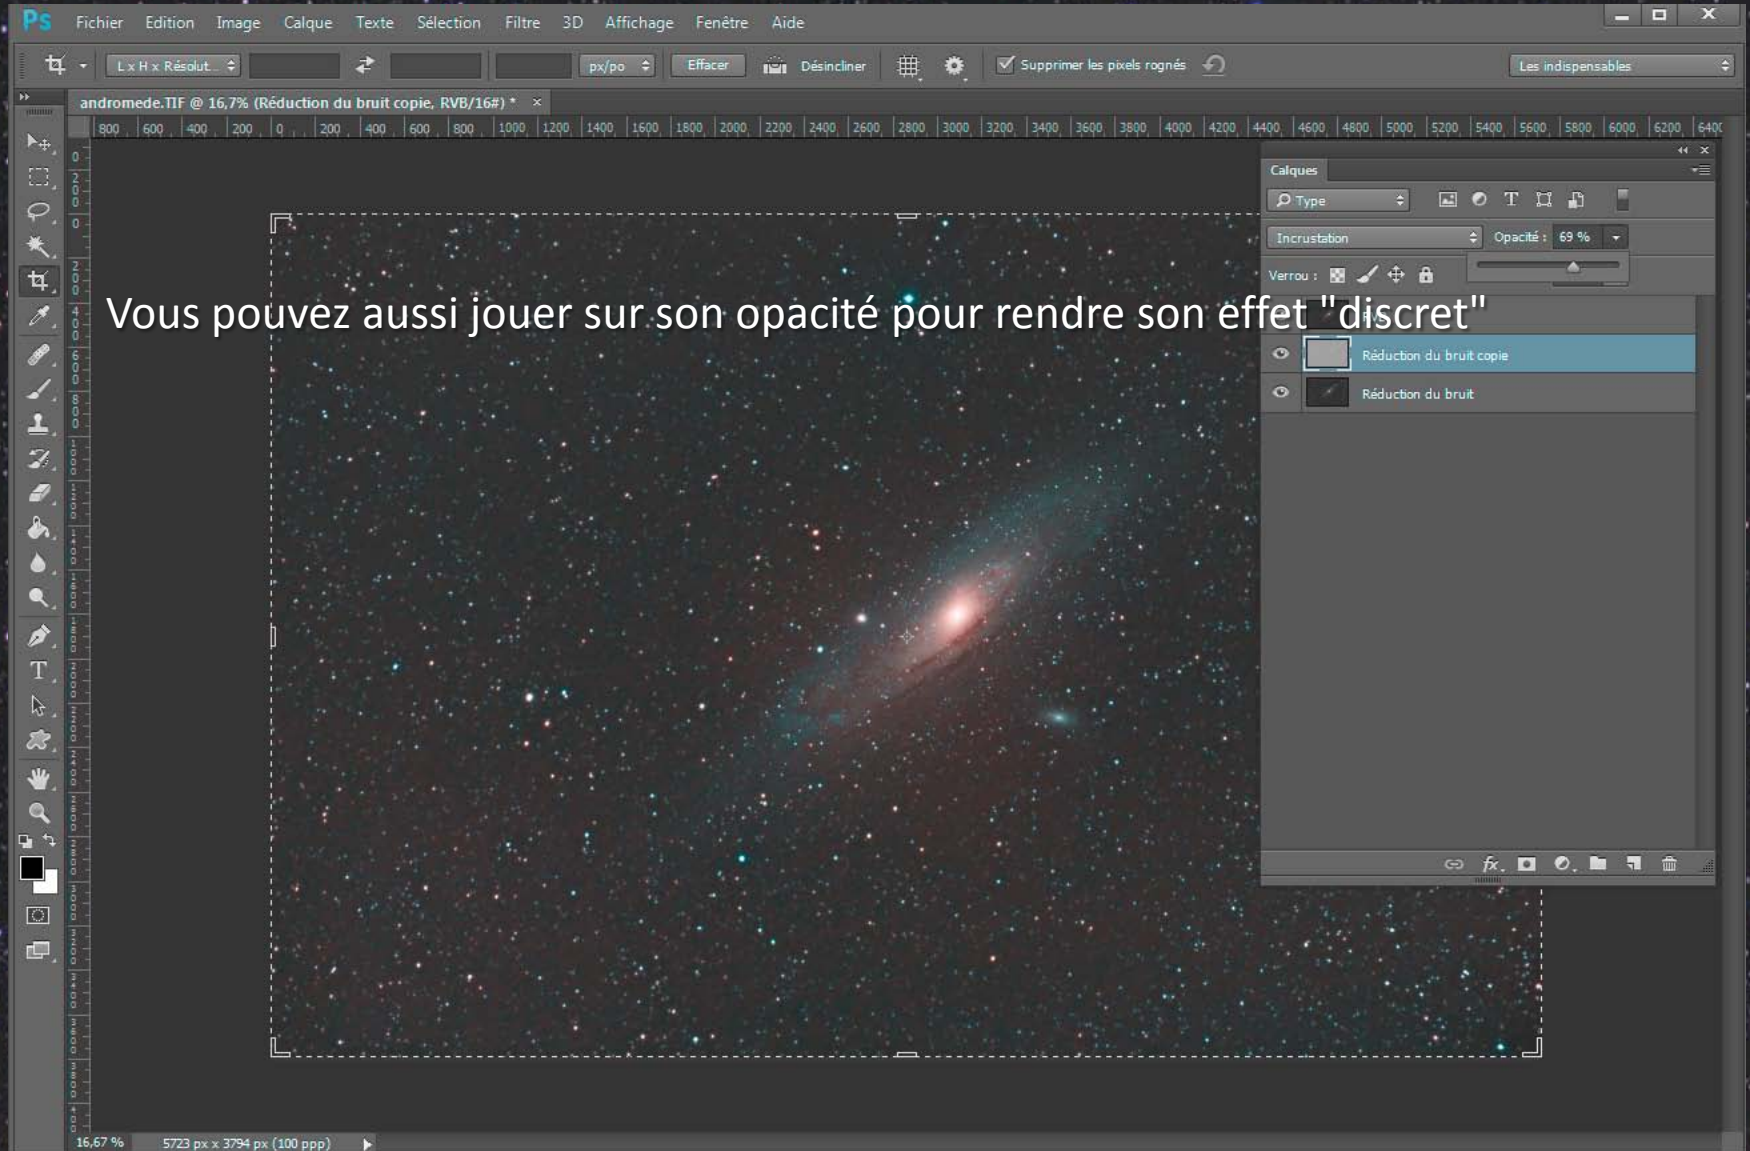 Ps Fichier Edition Image Calque Texte Sélection Filtre 3D Affichage Fenêtre Aide
L x H x Résolut... px/po Effacer Désincliner Supprimer les pixels rognés Les indispensables
andromede.TIF @ 16,7% (Réduction du bruit copie, RVB/16#) * ×
800 600 400 200 0 200 400 600 800 1000 1200 1400 1600 1800 2000 2200 2400 2600 2800 3000 3200 3400 3600 3800 4000 4200 4400 4600 4800 5000 5200 5400 5600 5800 6000 6200 6400
Calques
Type
Incrustation Opacité : 69 %
Verrou :
Vous pouvez aussi jouer sur son opacité pour rendre son effet "discret"
Réduction du bruit copie
Réduction du bruit
fx
16,67 % 5723 px x 3794 px (100 ppp)